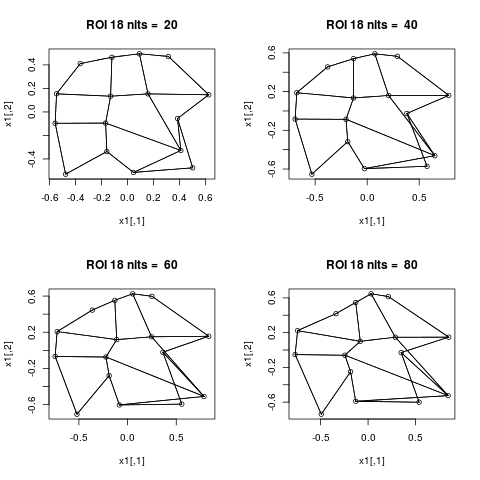 ROI 18 nits = 20
ROI 18 nits = 40
x1[,2]
0.4
0.2
0.0
-0.4
-0.6 -0.4 -0.2 0.0 0.2 0.4 0.6
x1[,1]
x1[,2]
0.6
0.2
-0.2
-0.6
-0.5 0.0 0.5
x1[,1]
ROI 18 nits = 60
ROI 18 nits = 80
x1[,2]
0.6
0.2
-0.2
-0.6
-0.5 0.0 0.5
x1[,1]
x1[,2]
0.6
0.2
-0.2
-0.6
-0.5 0.0 0.5
x1[,1]